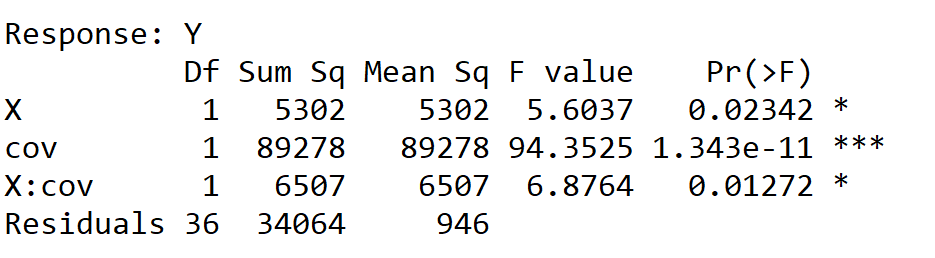 Response: Y
Df Sum Sq Mean Sq F value Pr(>F)
X 1 5302 5302 5.6037 0.02342 *
cov 1 89278 89278 94.3525 1.343e-11 ***
X:cov 1 6507 6507 6.8764 0.01272 *
Residuals 36 34064 946